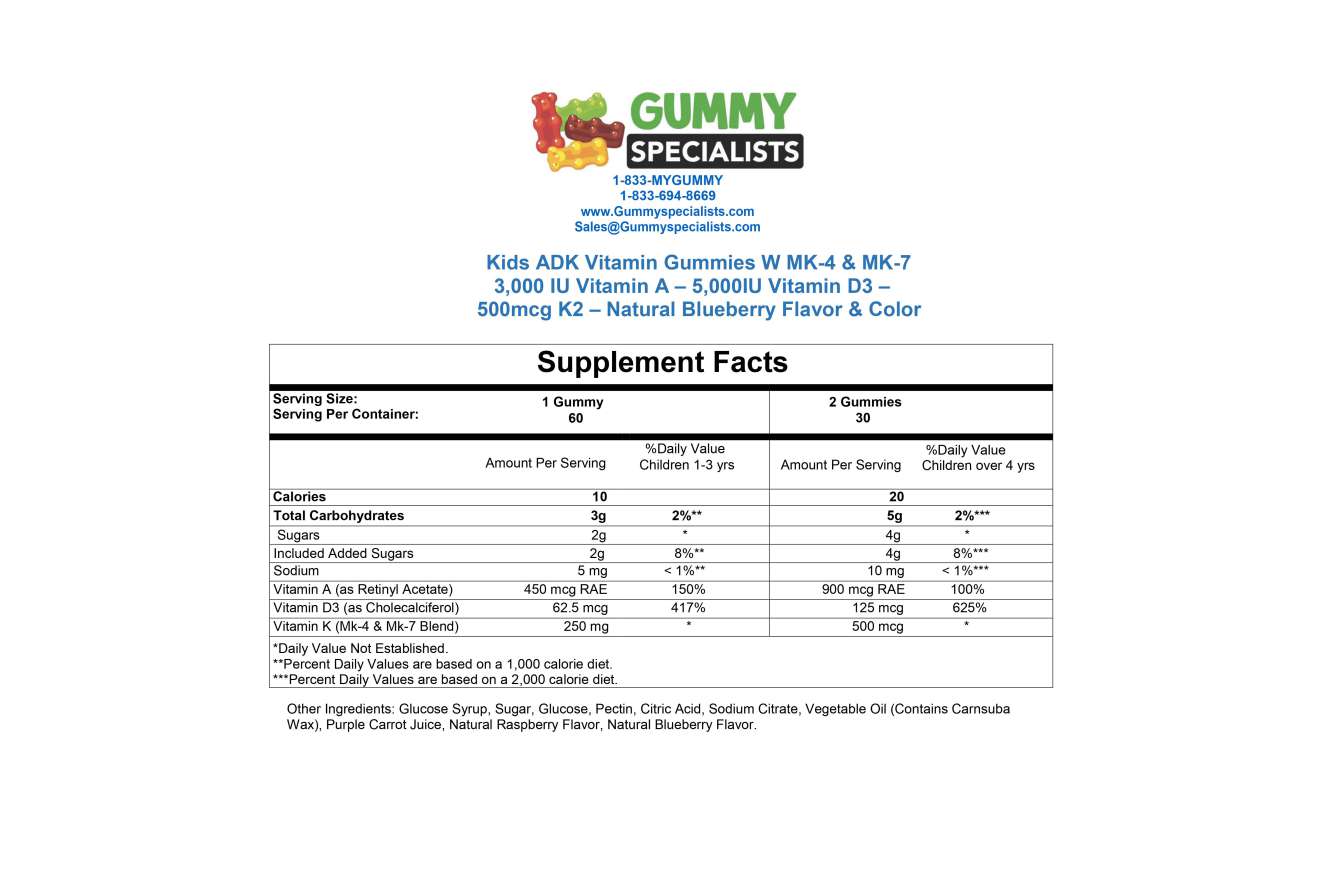 GUMMY
SPECIALISTS
1-833-MYGUMMY
1-833-694-8669
www.Gummyspecialists.com
Sales@Gummyspecialists.com
Kids ADK Vitamin Gummies W MK-4 & MK-7
3,000 IU Vitamin A – 5,000IU Vitamin D3 –
500mcg K2 – Natural Blueberry Flavor & Color
Supplement Facts
Serving Size: 1 Gummy 2 Gummies
Serving Per Container: 60 30
%Daily Value %Daily Value
Amount Per Serving Children 1-3 yrs Amount Per Serving Children over 4 yrs
Calories 10 20
Total Carbohydrates 3g 2%** 5g 2%***
Sugars 2g * 4g *
Included Added Sugars 2g 8%** 4g 8%***
Sodium 5 mg < 1%** 10 mg < 1%***
Vitamin A (as Retinyl Acetate) 450 mcg RAE 150% 900 mcg RAE 100%
Vitamin D3 (as Cholecalciferol) 62.5 mcg 417% 125 mcg 625%
Vitamin K (Mk-4 & Mk-7 Blend) 250 mg * 500 mcg *
*Daily Value Not Established.
**Percent Daily Values are based on a 1,000 calorie diet.
***Percent Daily Values are based on a 2,000 calorie diet.
Other Ingredients: Glucose Syrup, Sugar, Glucose, Pectin, Citric Acid, Sodium Citrate, Vegetable Oil (Contains Carnsuba
Wax), Purple Carrot Juice, Natural Raspberry Flavor, Natural Blueberry Flavor.